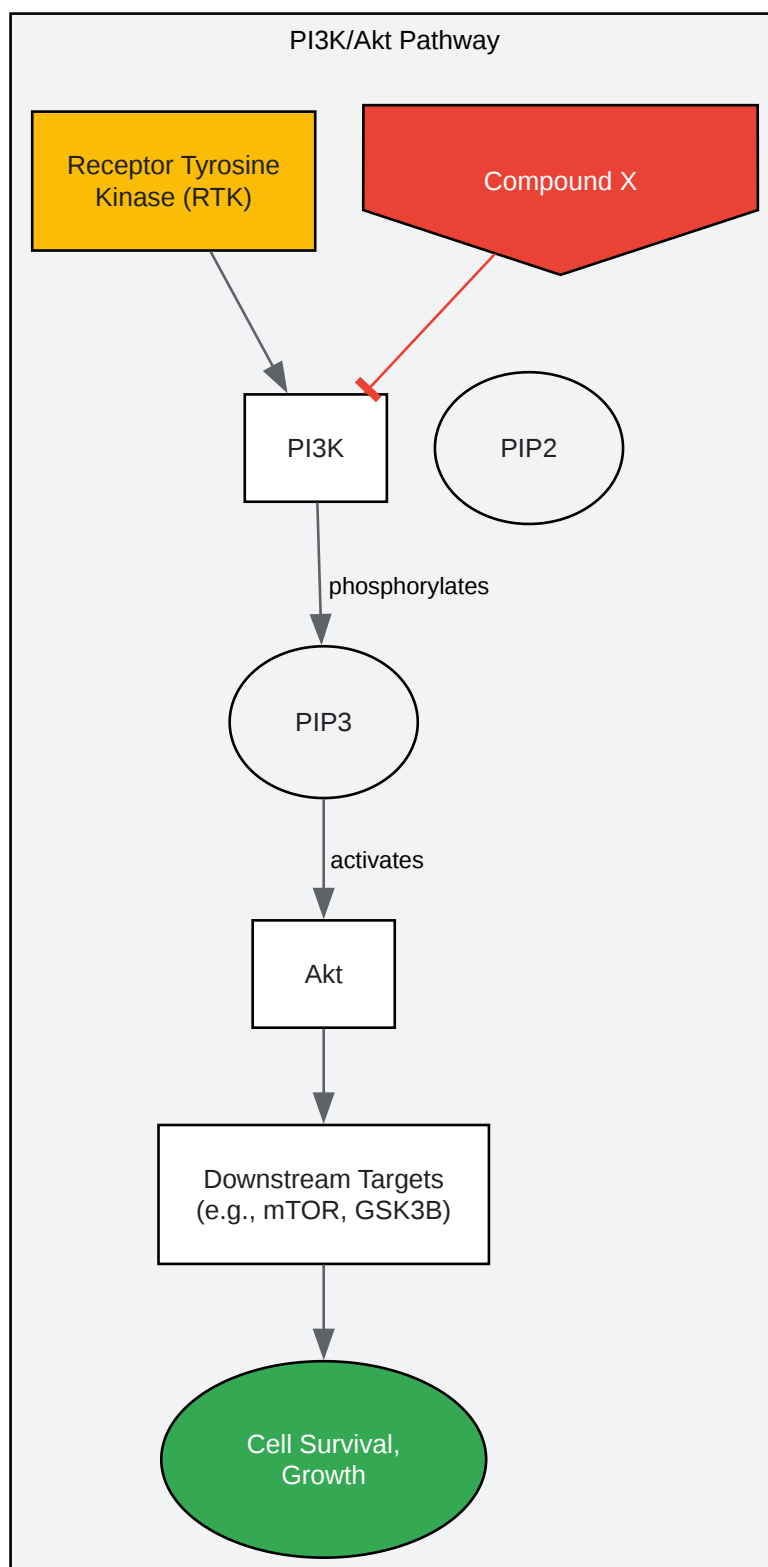 PI3K/Akt Pathway
Receptor Tyrosine
Kinase (RTK)
Compound X
PI3K
PIP2
phosphorylates
PIP3
activates
Akt
Downstream Targets
(e.g., mTOR, GSK3B)
Cell Survival,
Growth